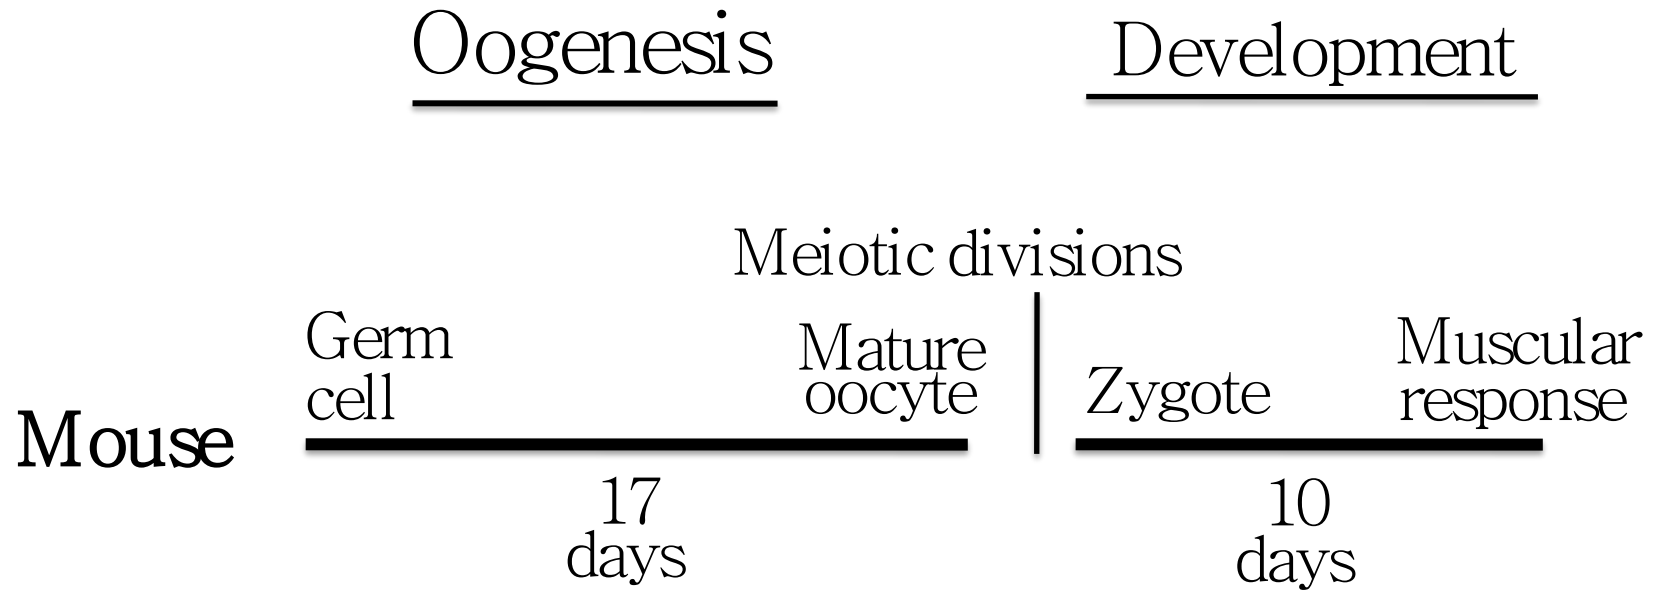 Oogenesis
Development
Meiotic divisions
Germ
cell
Mature
oocyte
Zygote
Muscular
response
Mouse
17
days
10
days